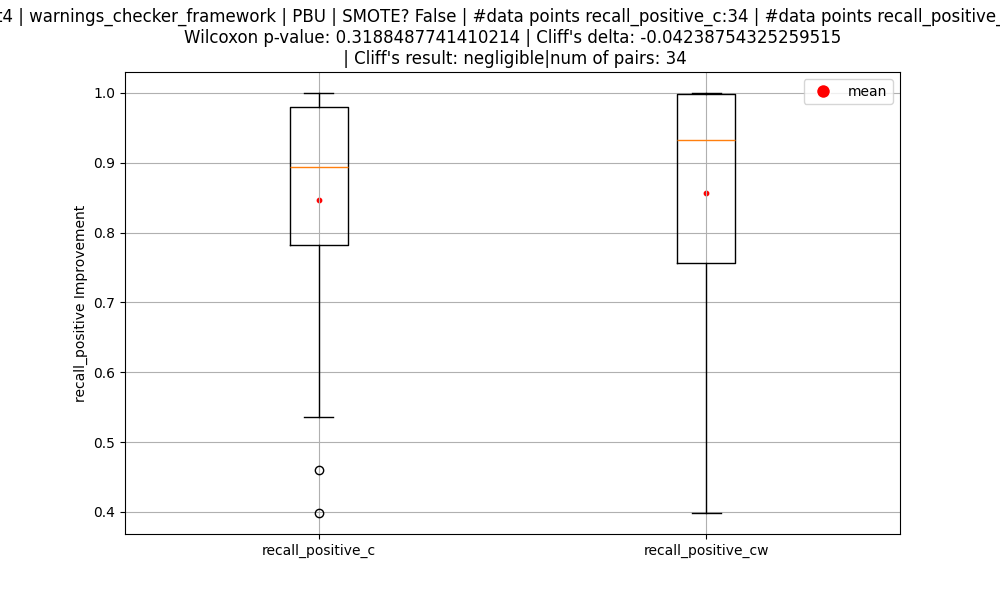 | warnings_checker_framework | PBU | SMOTE? False | #data points recall_positive_c:34 | #data points recall_positive_
Wilcoxon p-value: 0.3188487741410214 | Cliff's delta: -0.04238754325259515
| Cliff's result: negligible|num of pairs: 34
mean
1.0
0.9
0.8
0.7
0.6
0.5
0.4
recall_positive Improvement
recall_positive_c
recall_positive_cw